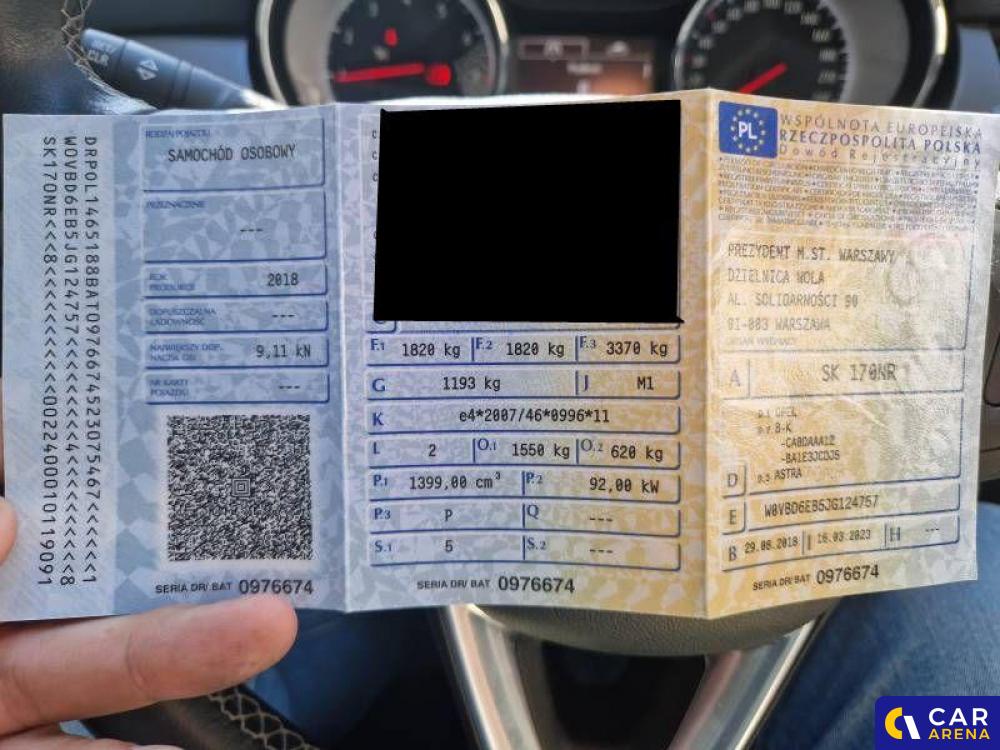 DRPOL1465188BAT0976674523075467<<<<<1
W0VBD6EB5JG124757<<<<<<<<4<<<<<<<<<<
SK170NR<<<8<<<<<<<<<<<<002240001011909
RODZAJ POJAZDU
SAMOCHÓD OSOBOWY
PRZEZNACZENIE
---
ROK
PRODUKCJI
2018
DOPUSZCZALNA
ŁADOWNOŚĆ
---
NAJWIĘKSZY DOP.
NACISK OSI
9,11 kN
NR KARTY
POJAZDU
---
SERIA DR/ BAT 0976674
F.1 1820 kg F.2 1820 kg F.3 3370 kg
G 1193 kg J M1
K e4*2007/46*0996*11
L 2 O.1 1550 kg O.2 620 kg
P.1 1399,00 cm³ P.2 92,00 kW
P.3 P Q ---
S.1 5 S.2 ---
SERIA DR/ BAT 0976674
PL
WSPÓLNOTA EUROPEJSKA
RZECZPOSPOLITA POLSKA
Dowód Rejestracyjny
PREZYDENT M.ST. WARSZAWY
DZIELNICA WOLA
AL. SOLIDARNOŚCI 90
01-003 WARSZAWA
ORGAN WYDAJĄCY
A SK 170NR
D.1 OPEL
D.2 B-K
-BA1E3JCDJ5
D D.3 ASTRA
E W0VBD6EB5JG124757
B 29.08.2018 I 16.03.2023 H ---
SERIA DR/ BAT 0976674
CLR
CAR
ARENA